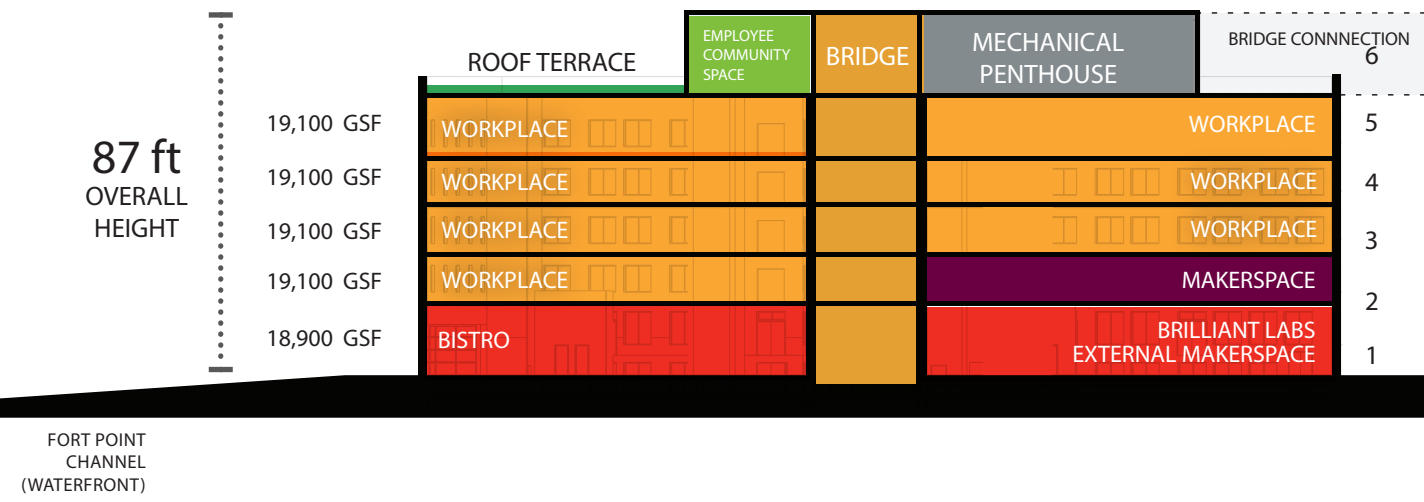 EMPLOYEE
COMMUNITY
SPACE
BRIDGE
MECHANICAL
PENTHOUSE
BRIDGE CONNNECTION
6
ROOF TERRACE
87 ft
OVERALL
HEIGHT
19,100 GSF
WORKPLACE
WORKPLACE
5
19,100 GSF
WORKPLACE
WORKPLACE
4
19,100 GSF
WORKPLACE
WORKPLACE
3
19,100 GSF
WORKPLACE
MAKERSPACE
2
18,900 GSF
BISTRO
BRILLIANT LABS
EXTERNAL MAKERSPACE
1
FORT POINT
CHANNEL
(WATERFRONT)